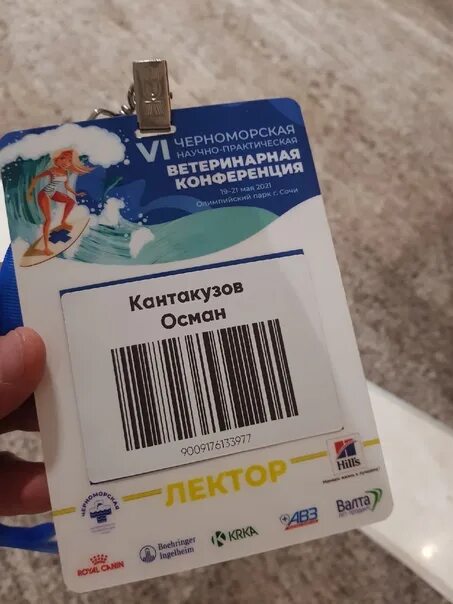 VI ЧЕРНОМОРСКАЯ
НАУЧНО-ПРАКТИЧЕСКАЯ
ВЕТЕРИНАРНАЯ
КОНФЕРЕНЦИЯ
19-21 мая 2021
Олимпийский парк г. Сочи
Кантакузов
Осман
9009176133977
ЛЕКТОР
Hill's
ЧЕРНОМОРСКАЯ
ROYAL CANIN
Boehringer
Ingelheim
KRKA
АВЗ
Валта